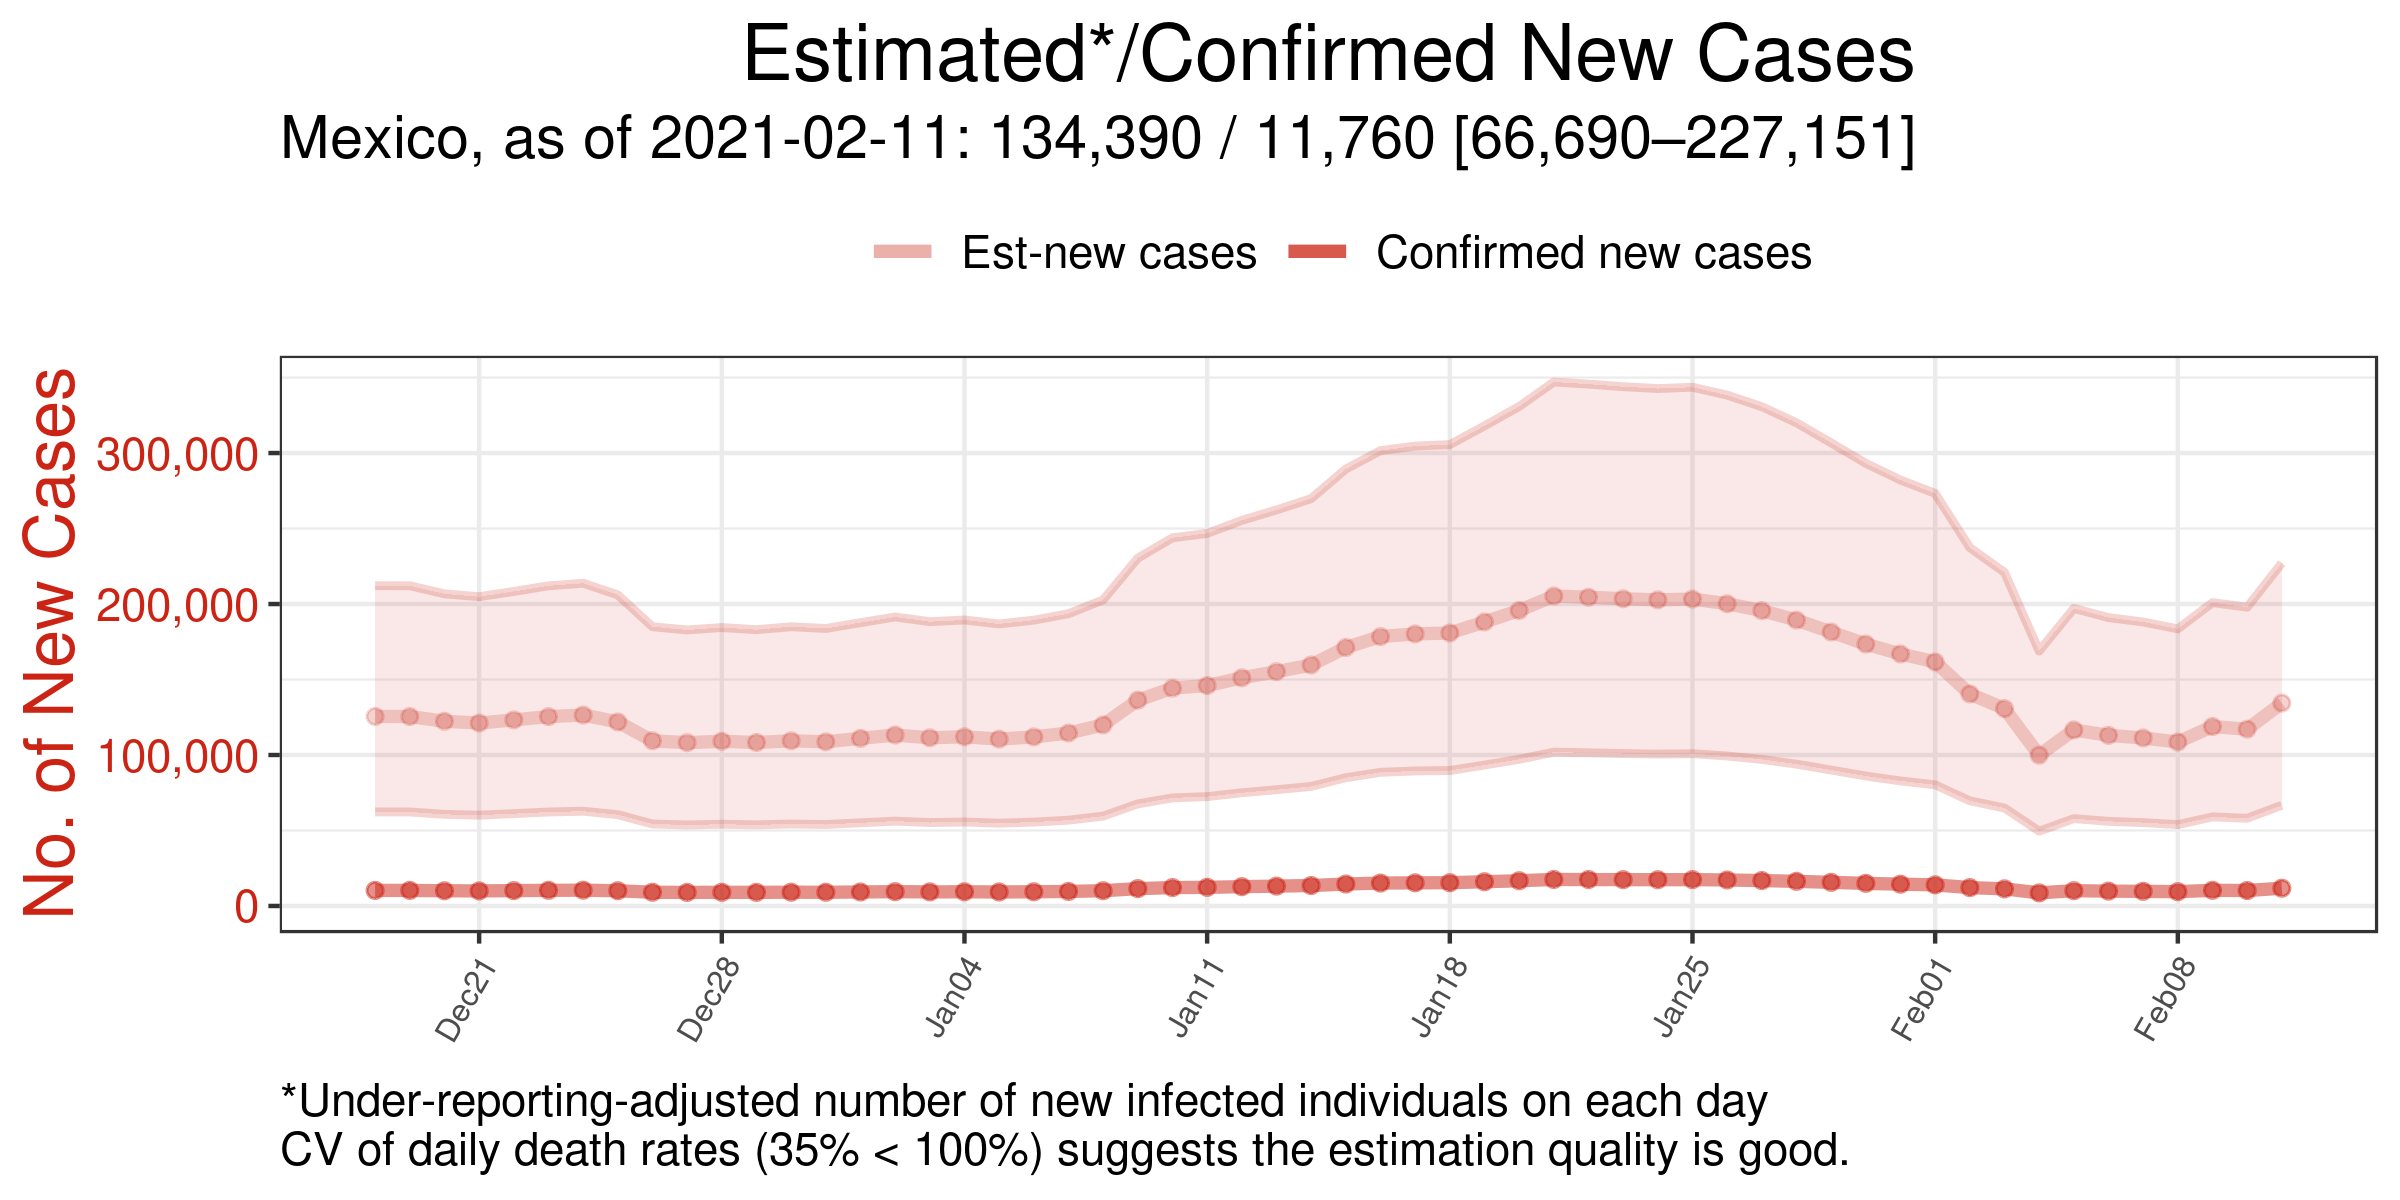 Estimated*/Confirmed New Cases
Mexico, as of 2021-02-11: 134,390 / 11,760 [66,690–227,151]
Est-new cases
Confirmed new cases
No. of New Cases
300,000
200,000
100,000
0
Dec21
Dec28
Jan04
Jan11
Jan18
Jan25
Feb01
Feb08
*Under-reporting-adjusted number of new infected individuals on each day
CV of daily death rates (35% < 100%) suggests the estimation quality is good.